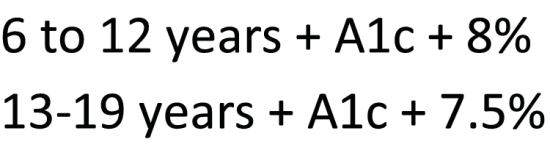 6 to 12 years + A1c + 8%
13-19 years + A1c + 7.5%